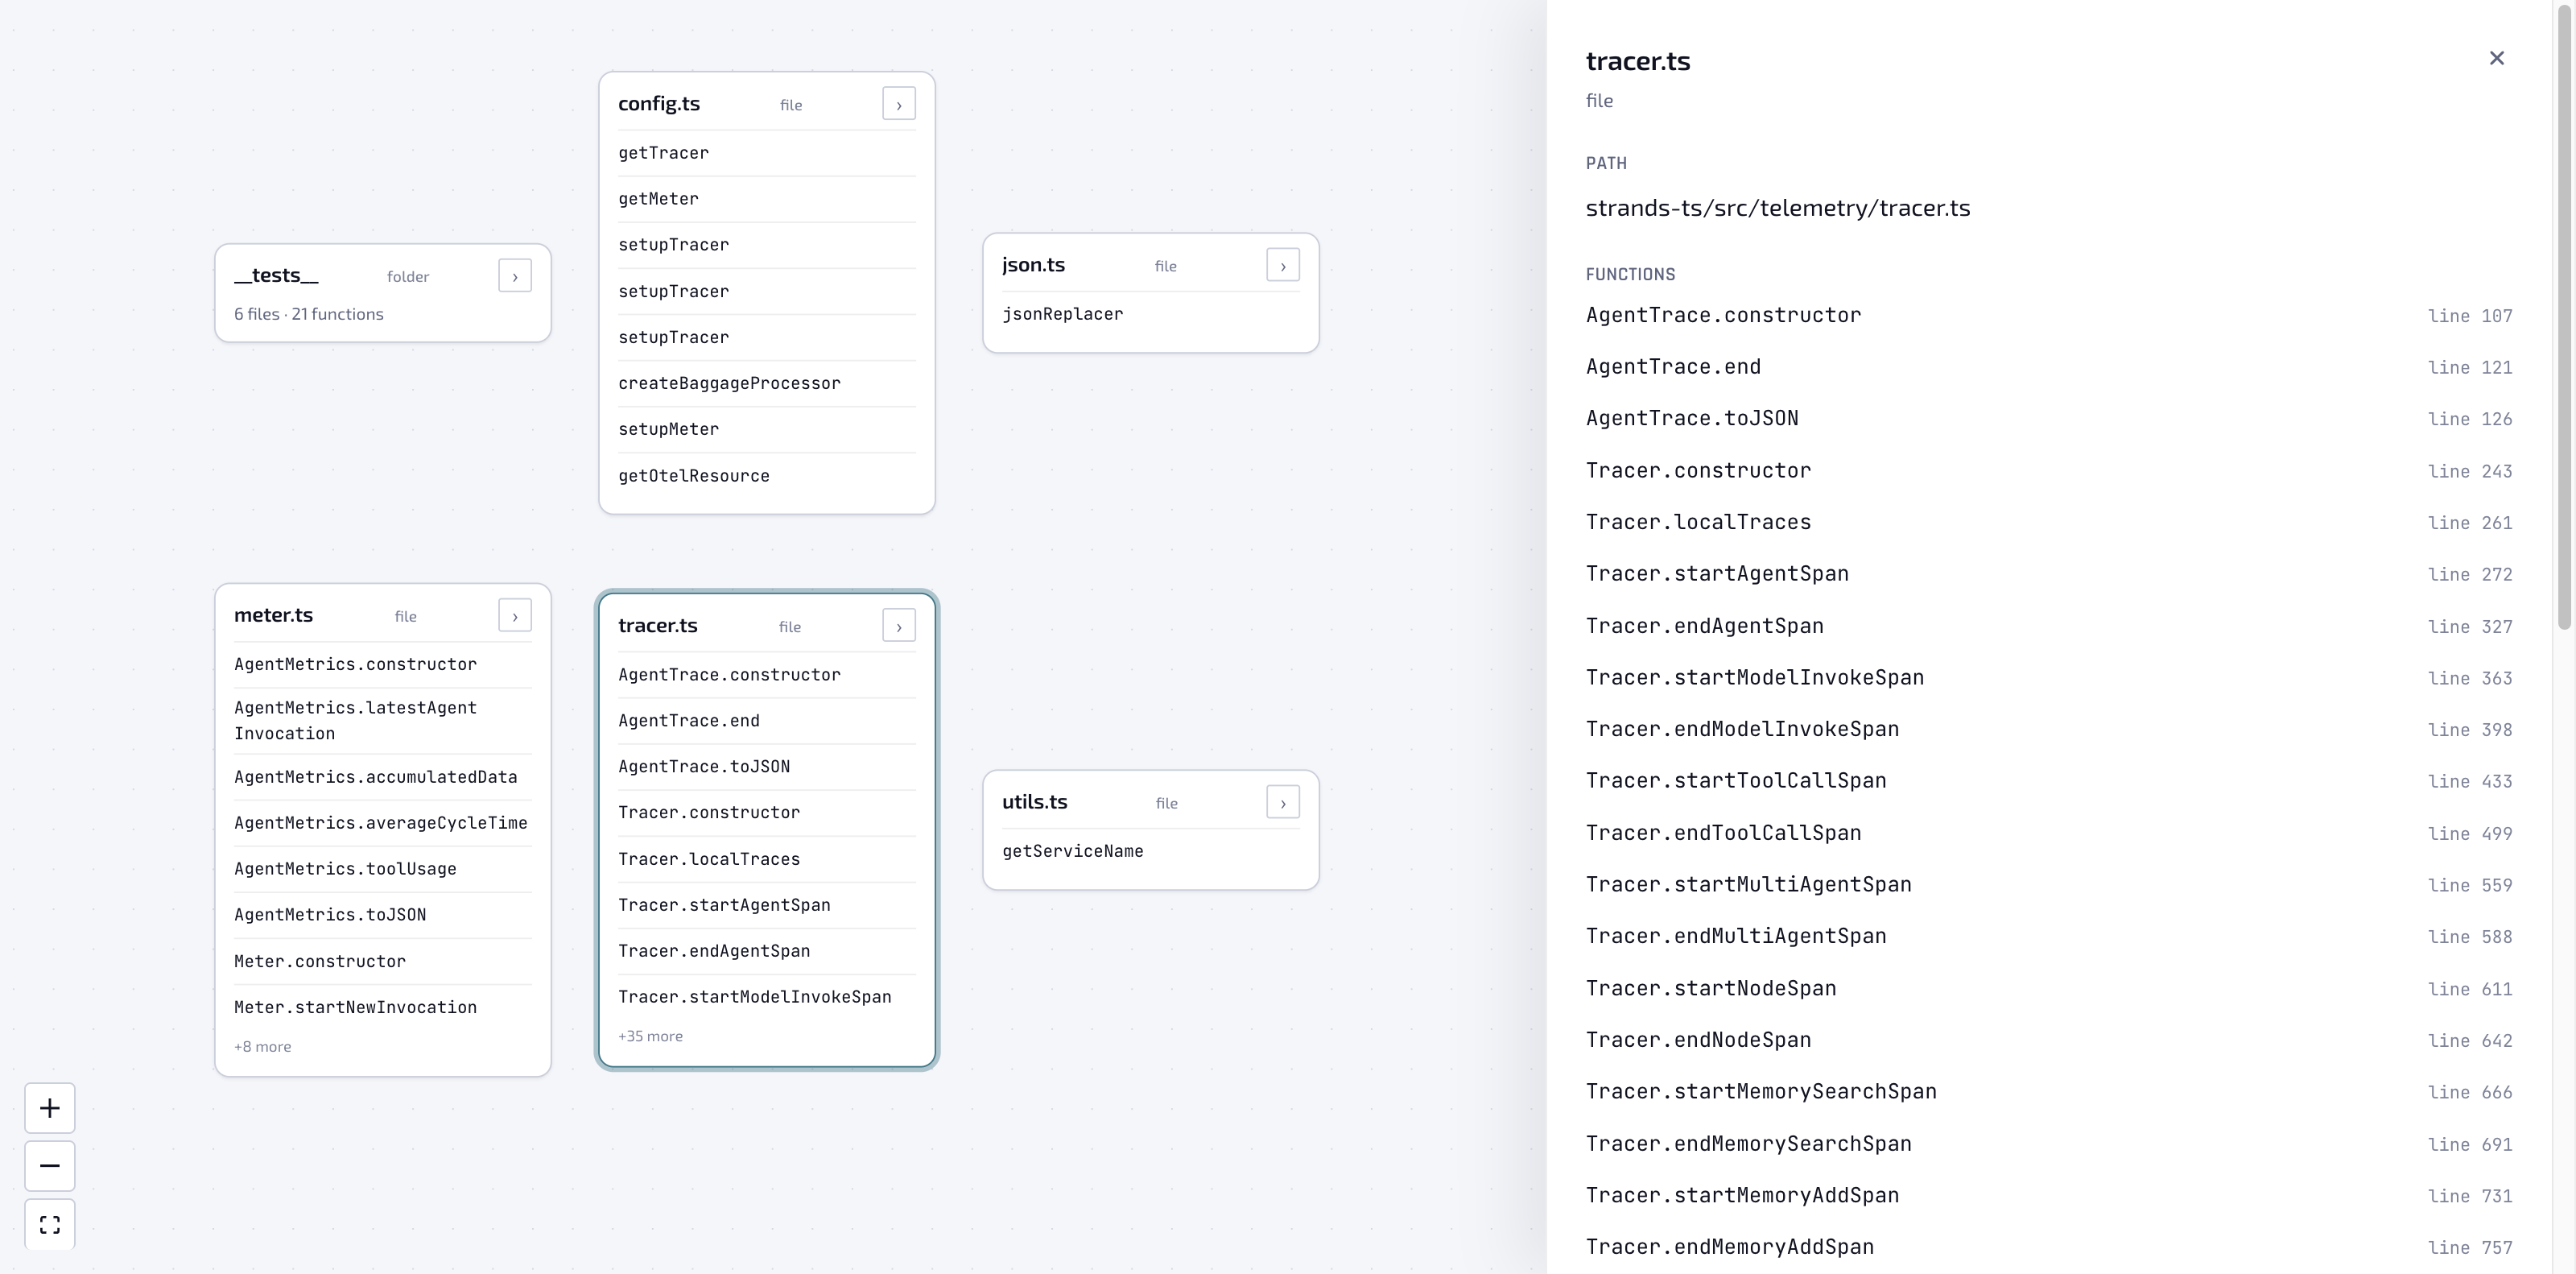 __tests__ folder ›
6 files · 21 functions
config.ts file ›
getTracer
getMeter
setupTracer
setupTracer
setupTracer
createBaggageProcessor
setupMeter
getOtelResource
json.ts file ›
jsonReplacer
meter.ts file ›
AgentMetrics.constructor
AgentMetrics.latestAgent
Invocation
AgentMetrics.accumulatedData
AgentMetrics.averageCycleTime
AgentMetrics.toolUsage
AgentMetrics.toJSON
Meter.constructor
Meter.startNewInvocation
+8 more
tracer.ts file ›
AgentTrace.constructor
AgentTrace.end
AgentTrace.toJSON
Tracer.constructor
Tracer.localTraces
Tracer.startAgentSpan
Tracer.endAgentSpan
Tracer.startModelInvokeSpan
+35 more
utils.ts file ›
getServiceName
tracer.ts
file
PATH
strands-ts/src/telemetry/tracer.ts
FUNCTIONS
AgentTrace.constructor line 107
AgentTrace.end line 121
AgentTrace.toJSON line 126
Tracer.constructor line 243
Tracer.localTraces line 261
Tracer.startAgentSpan line 272
Tracer.endAgentSpan line 327
Tracer.startModelInvokeSpan line 363
Tracer.endModelInvokeSpan line 398
Tracer.startToolCallSpan line 433
Tracer.endToolCallSpan line 499
Tracer.startMultiAgentSpan line 559
Tracer.endMultiAgentSpan line 588
Tracer.startNodeSpan line 611
Tracer.endNodeSpan line 642
Tracer.startMemorySearchSpan line 666
Tracer.endMemorySearchSpan line 691
Tracer.startMemoryAddSpan line 731
Tracer.endMemoryAddSpan line 757